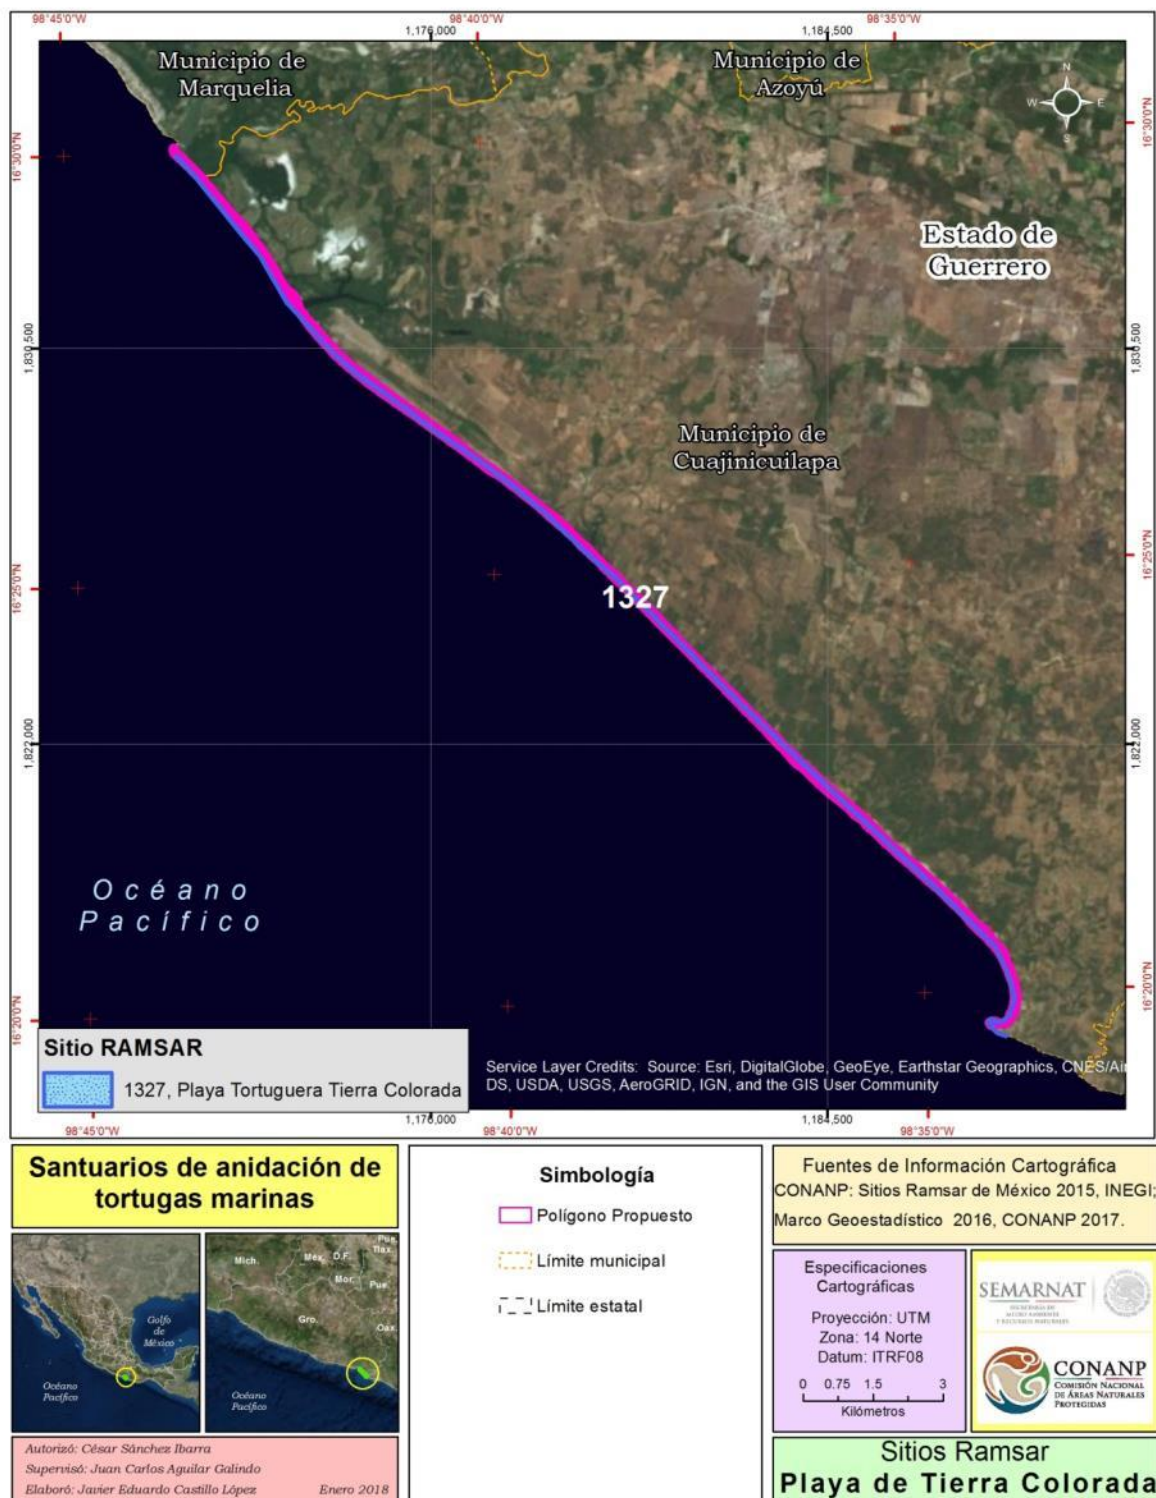 98°45'0"W
98°40'0"W
98°35'0"W
1,176,000
1,184,500
Municipio de
Marquelia
Municipio de
Azoyú
N
W
E
S
16°30'0"N
16°30'0"N
Estado de
Guerrero
1,830,500
1,830,500
Municipio de
Cuajinicuilapa
16°25'0"N
16°25'0"N
1327
1,822,000
1,822,000
Océano
Pacífico
16°20'0"N
16°20'0"N
Sitio RAMSAR
1327, Playa Tortuguera Tierra Colorada
Service Layer Credits: Source: Esri, DigitalGlobe, GeoEye, Earthstar Geographics, CNES/Air
DS, USDA, USGS, AeroGRID, IGN, and the GIS User Community
1,176,000
1,184,500
98°45'0"W
98°40'0"W
98°35'0"W
Santuarios de anidación de
tortugas marinas
Golfo
de
México
Océano
Pacífico
Mich.
Mex.
D.F.
Pue.
Tlax.
Mor.
Pue.
Gro.
Oax.
Océano
Pacífico
Autorizó: César Sánchez Ibarra
Supervisó: Juan Carlos Aguilar Galindo
Elaboró: Javier Eduardo Castillo López Enero 2018
Simbología
Polígono Propuesto
Límite municipal
Límite estatal
Fuentes de Información Cartográfica
CONANP: Sitios Ramsar de México 2015, INEGI;
Marco Geoestadístico 2016, CONANP 2017.
Especificaciones
Cartográficas
Proyección: UTM
Zona: 14 Norte
Datum: ITRF08
0 0.75 1.5 3
Kilómetros
SEMARNAT
SECRETARÍA DE
MEDIO AMBIENTE
Y RECURSOS NATURALES
CONANP
COMISIÓN NACIONAL
DE ÁREAS NATURALES
PROTEGIDAS
Sitios Ramsar
Playa de Tierra Colorada